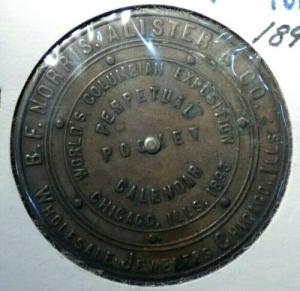 B.F. NORRIS, ALISTER & CO.
WHOLESALE JEWELERS CHICAGO, ILLS.
WORLD'S COLUMBIAN EXPOSITION
CHICAGO, ILLS. 1893
PERPETUAL
POCKET
CALENDAR